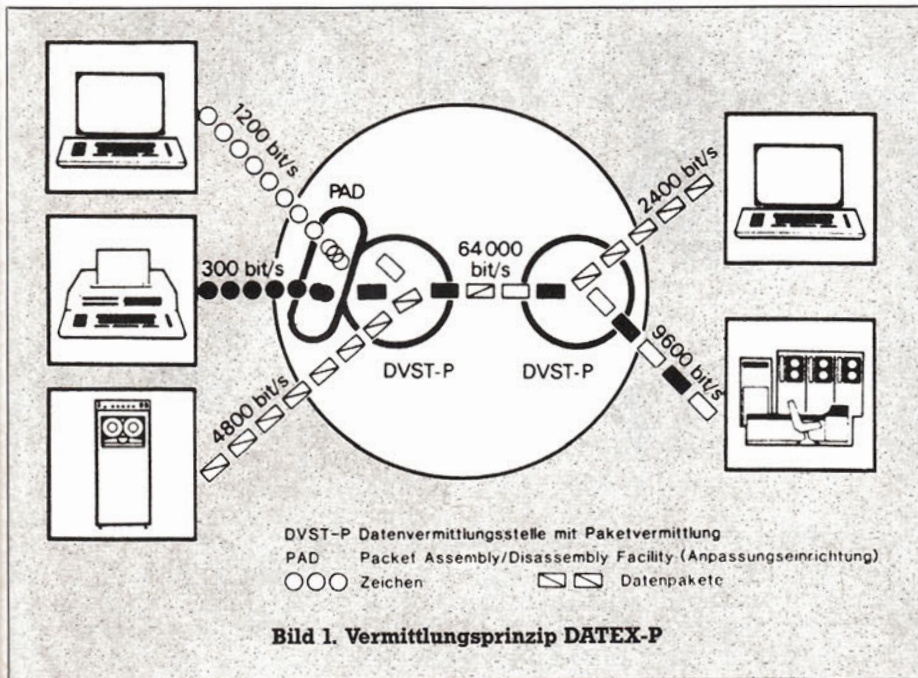 1200 bit/s
PAD
300 bit/s
64 000
bit/s
2400 bit/s
DVST-P
DVST-P
4800 bit/s
9600 bit/s
DVST-P Datenvermittlungsstelle mit Paketvermittlung
PAD Packet Assembly/Disassembly Facility (Anpassungseinrichtung)
Zeichen Datenpakete
Bild 1. Vermittlungsprinzip DATEX-P